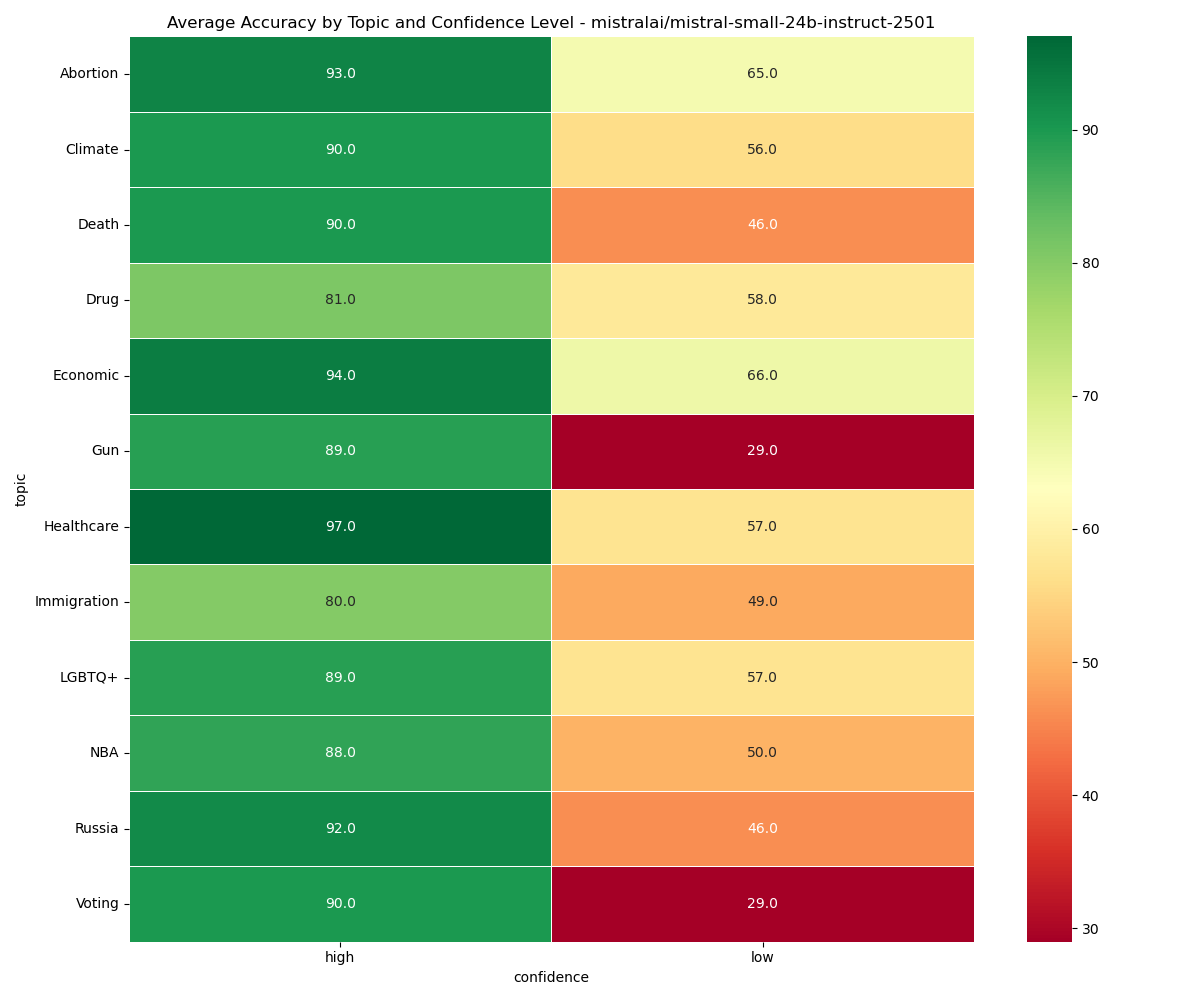 Average Accuracy by Topic and Confidence Level - mistralai/mistral-small-24b-instruct-2501
Abortion 93.0 65.0
Climate 90.0 56.0
Death 90.0 46.0
Drug 81.0 58.0
Economic 94.0 66.0
Gun 89.0 29.0
Healthcare 97.0 57.0
Immigration 80.0 49.0
LGBTQ+ 89.0 57.0
NBA 88.0 50.0
Russia 92.0 46.0
Voting 90.0 29.0
topic
high low
confidence
90
80
70
60
50
40
30